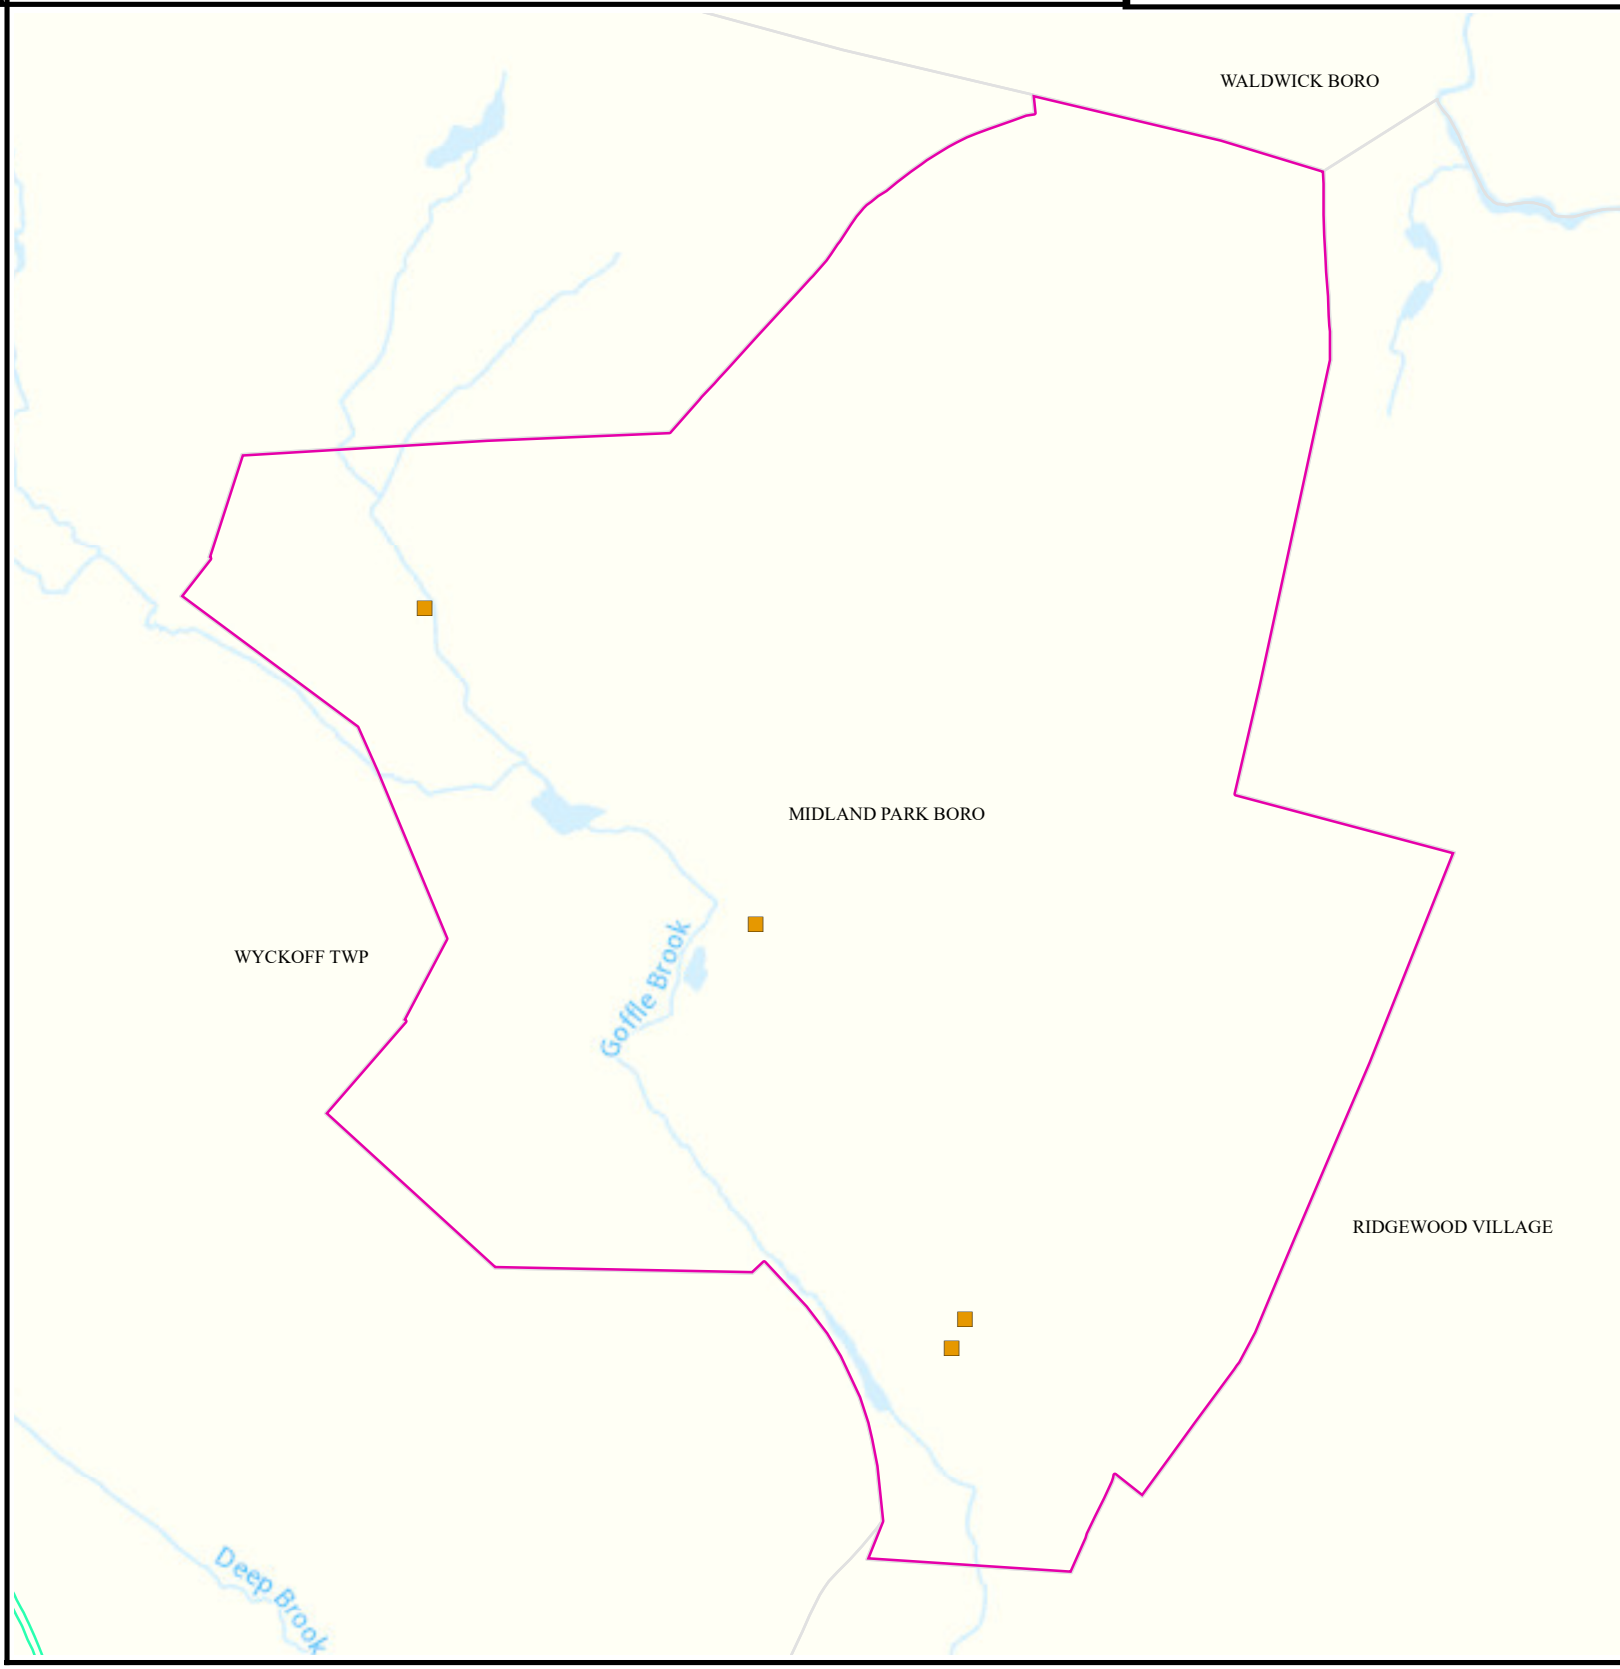 WALDWICK BORO
MIDLAND PARK BORO
Goffle Brook
WYCKOFF TWP
RIDGEWOOD VILLAGE
Deep Brook